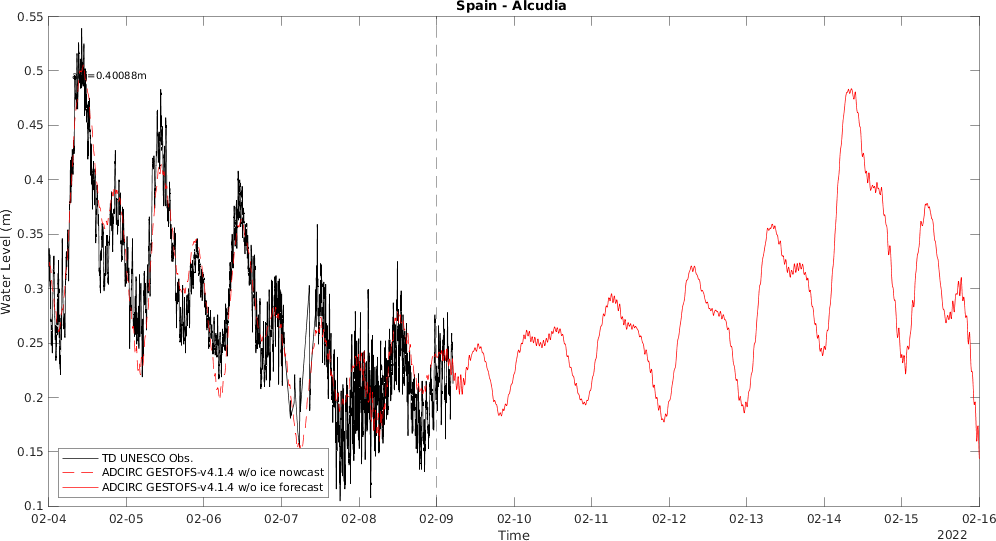 Spain - Alcudia
0.55
0.5
0.45
0.4
0.35
0.3
0.25
0.2
0.15
0.1
Water Level (m)
=0.40088m
TD UNESCO Obs.
ADCIRC GESTOFS-v4.1.4 w/o ice nowcast
ADCIRC GESTOFS-v4.1.4 w/o ice forecast
02-04 02-05 02-06 02-07 02-08 02-09 02-10 02-11 02-12 02-13 02-14 02-15 02-16
Time
2022